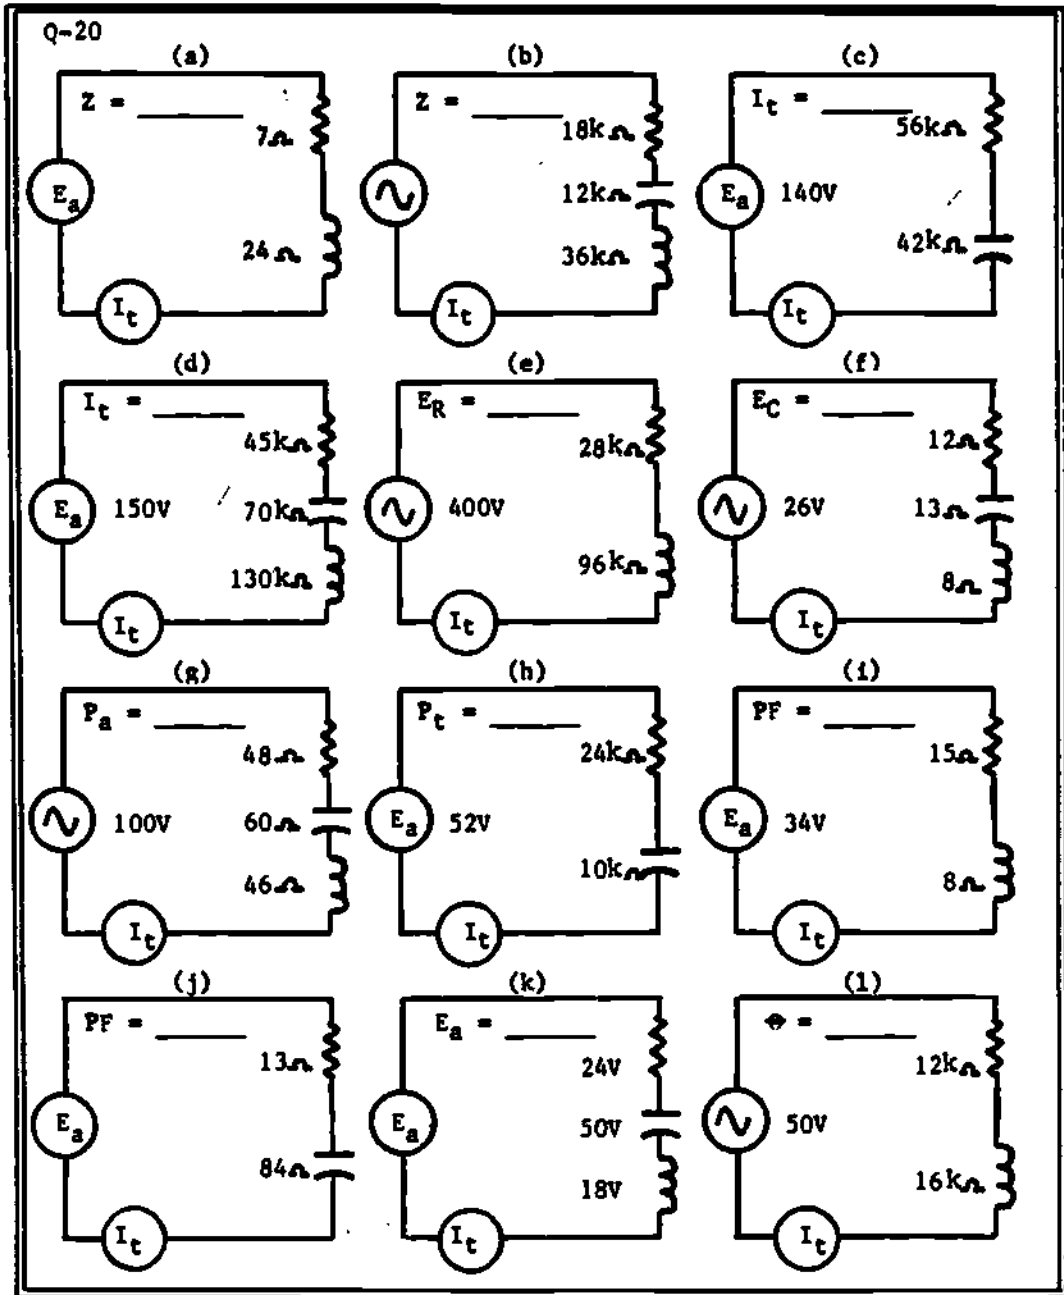 Q-20
(a)
Z = ______
7Ω
Ea
24Ω
It
(b)
Z = ______
18kΩ
12kΩ
36kΩ
It
(c)
It = ______
56kΩ
Ea 140V
42kΩ
It
(d)
It = ______
45kΩ
Ea 150V
70kΩ
130kΩ
It
(e)
ER = ______
28kΩ
400V
96kΩ
It
(f)
EC = ______
12Ω
26V
13Ω
8Ω
It
(g)
Pa = ______
48Ω
100V
60Ω
46Ω
It
(h)
Pt = ______
24kΩ
Ea 52V
10kΩ
It
(i)
PF = ______
15Ω
Ea 34V
8Ω
It
(j)
PF = ______
13Ω
Ea
84Ω
It
(k)
Ea = ______
24V
Ea
50V
18V
It
(l)
θ = ______
12kΩ
50V
16kΩ
It